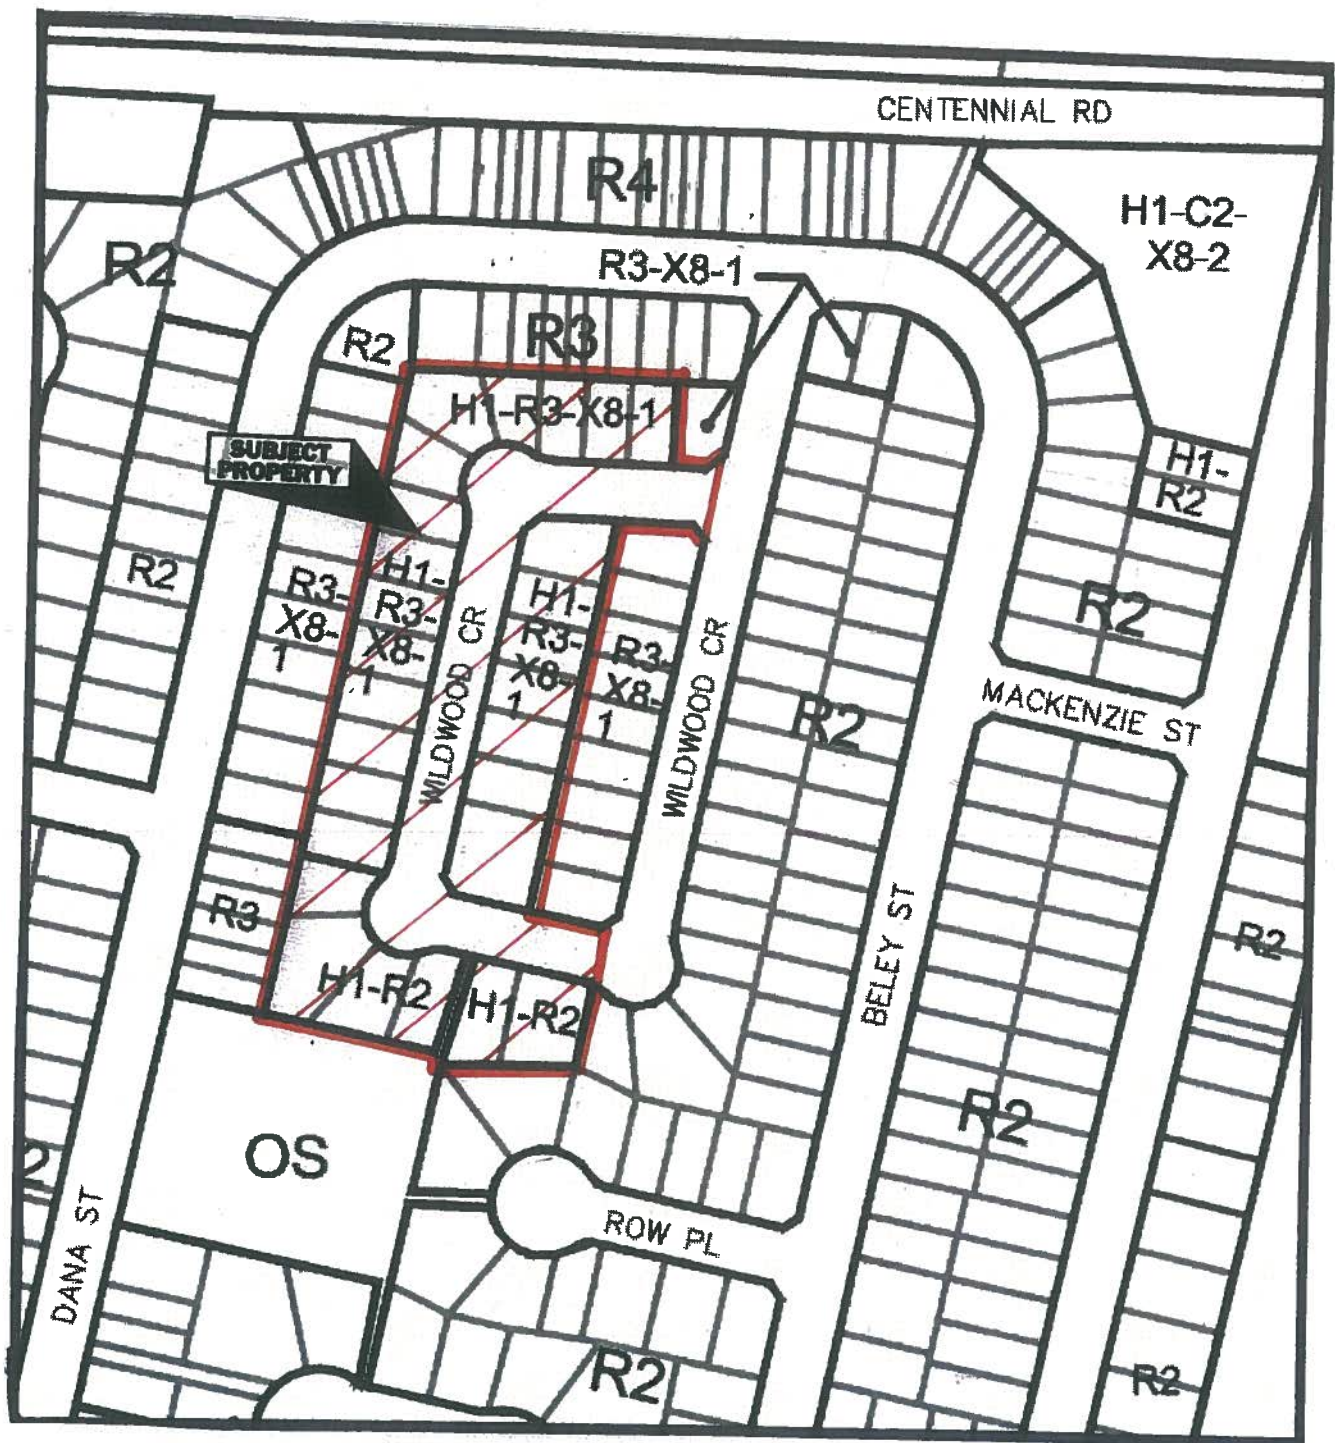 CENTENNIAL RD
R4
H1-C2-
X8-2
R2
R3-X8-1
R3
R2
H1-R3-X8-1
SUBJECT
PROPERTY
H1-
R2
R2
R3-
X8-
1
H1-
R3-
X8-
1
WILDWOOD CR
H1-
R3-
X8-
1
R3-
X8-
1
WILDWOOD CR
R2
R2
MACKENZIE ST
R3
H1-R2
H1-R2
BELEY ST
R2
R2
OS
2
DANA ST
ROW PL
R2
R2